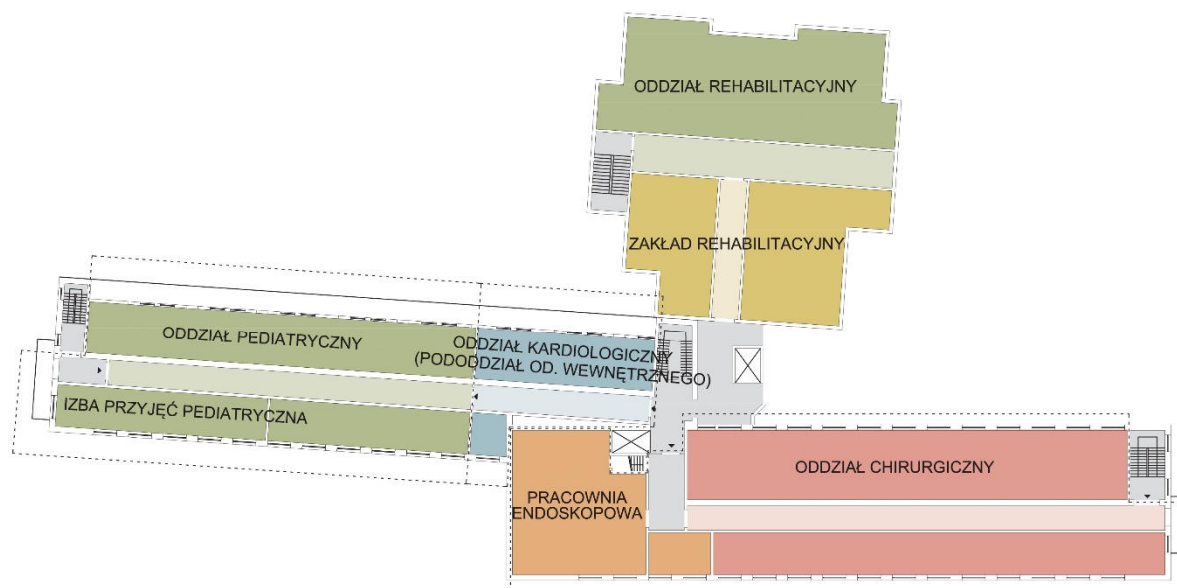 ODDZIAŁ REHABILITACYJNY
ZAKŁAD REHABILITACYJNY
ODDZIAŁ PEDIATRYCZNY
ODDZIAŁ KARDIOLOGICZNY
(PODODDZIAŁ OD. WEWNĘTRZNEGO)
IZBA PRZYJĘĆ PEDIATRYCZNA
ODDZIAŁ CHIRURGICZNY
PRACOWNIA
ENDOSKOPOWA